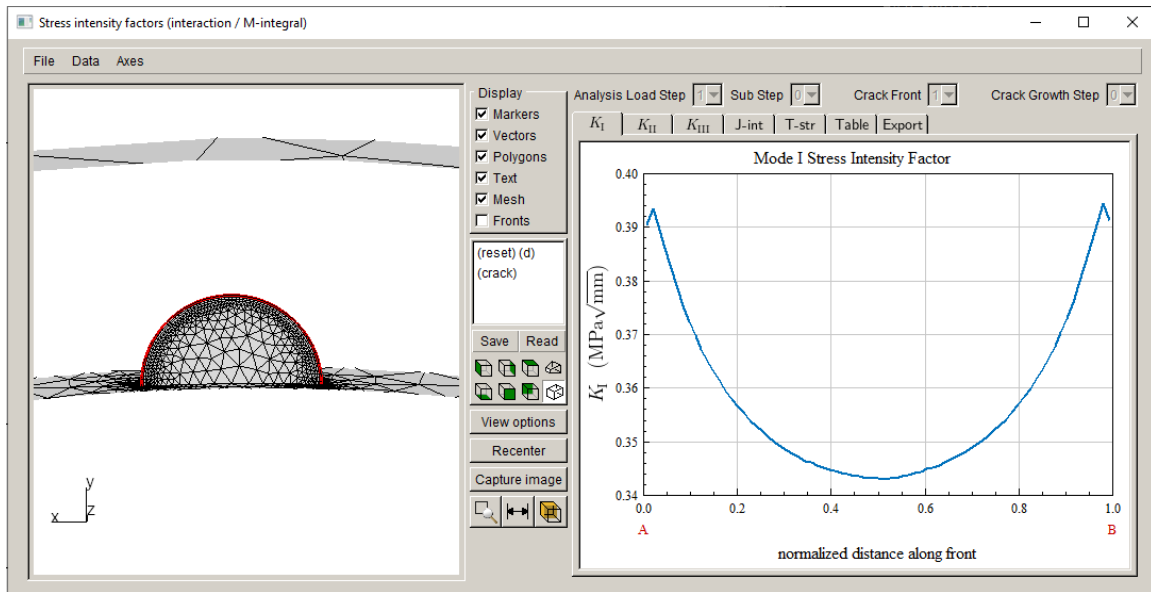 Stress intensity factors (interaction / M-integral)
File Data Axes
Display
Markers
Vectors
Polygons
Text
Mesh
Fronts
(reset) (d)
(crack)
Save Read
View options
Recenter
Capture image
y
x z
Analysis Load Step 1 Sub Step 0 Crack Front 1 Crack Growth Step 0
K_I K_II K_III J-int T-str Table Export
Mode I Stress Intensity Factor
0.40
0.39
0.38
0.37
0.36
0.35
0.34
K_I (MPa√mm)
0.0 0.2 0.4 0.6 0.8 1.0
A B
normalized distance along front